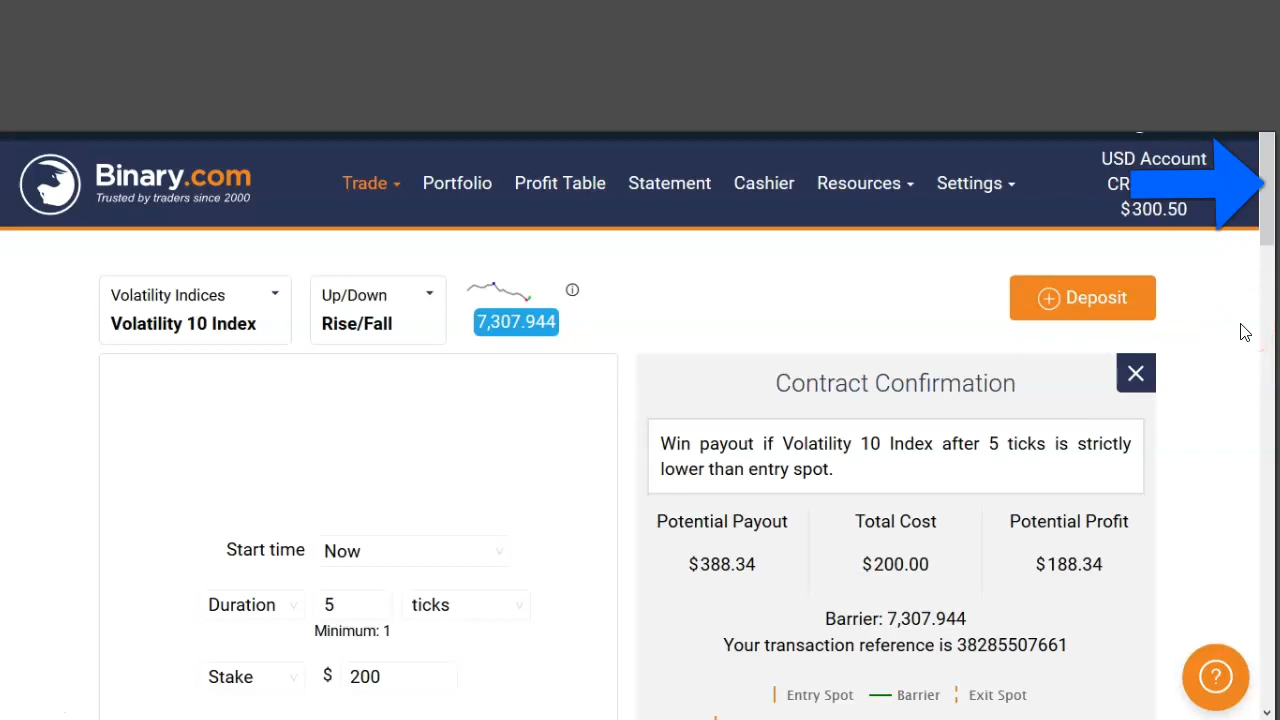 Binary.com
Trusted by traders since 2000
Trade
Portfolio
Profit Table
Statement
Cashier
Resources
Settings
USD Account
CR
$300.50
Volatility Indices
Volatility 10 Index
Up/Down
Rise/Fall
7,307.944
Deposit
Start time Now
Duration 5 ticks
Minimum: 1
Stake $ 200
Contract Confirmation
Win payout if Volatility 10 Index after 5 ticks is strictly
lower than entry spot.
Potential Payout Total Cost Potential Profit
$388.34 $200.00 $188.34
Barrier: 7,307.944
Your transaction reference is 38285507661
Entry Spot Barrier Exit Spot
?